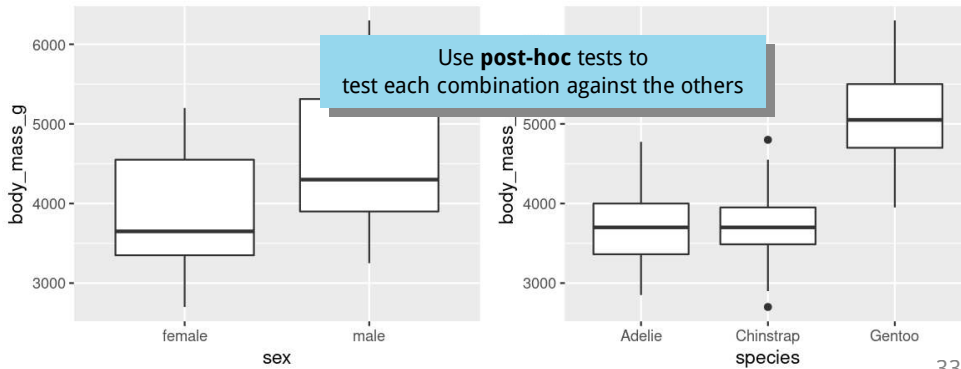 Use post-hoc tests to
test each combination against the others
body_mass_g
6000
5000
4000
3000
female
male
sex
body_mass_
5000
4000
3000
Adelie
Chinstrap
Gentoo
species
33